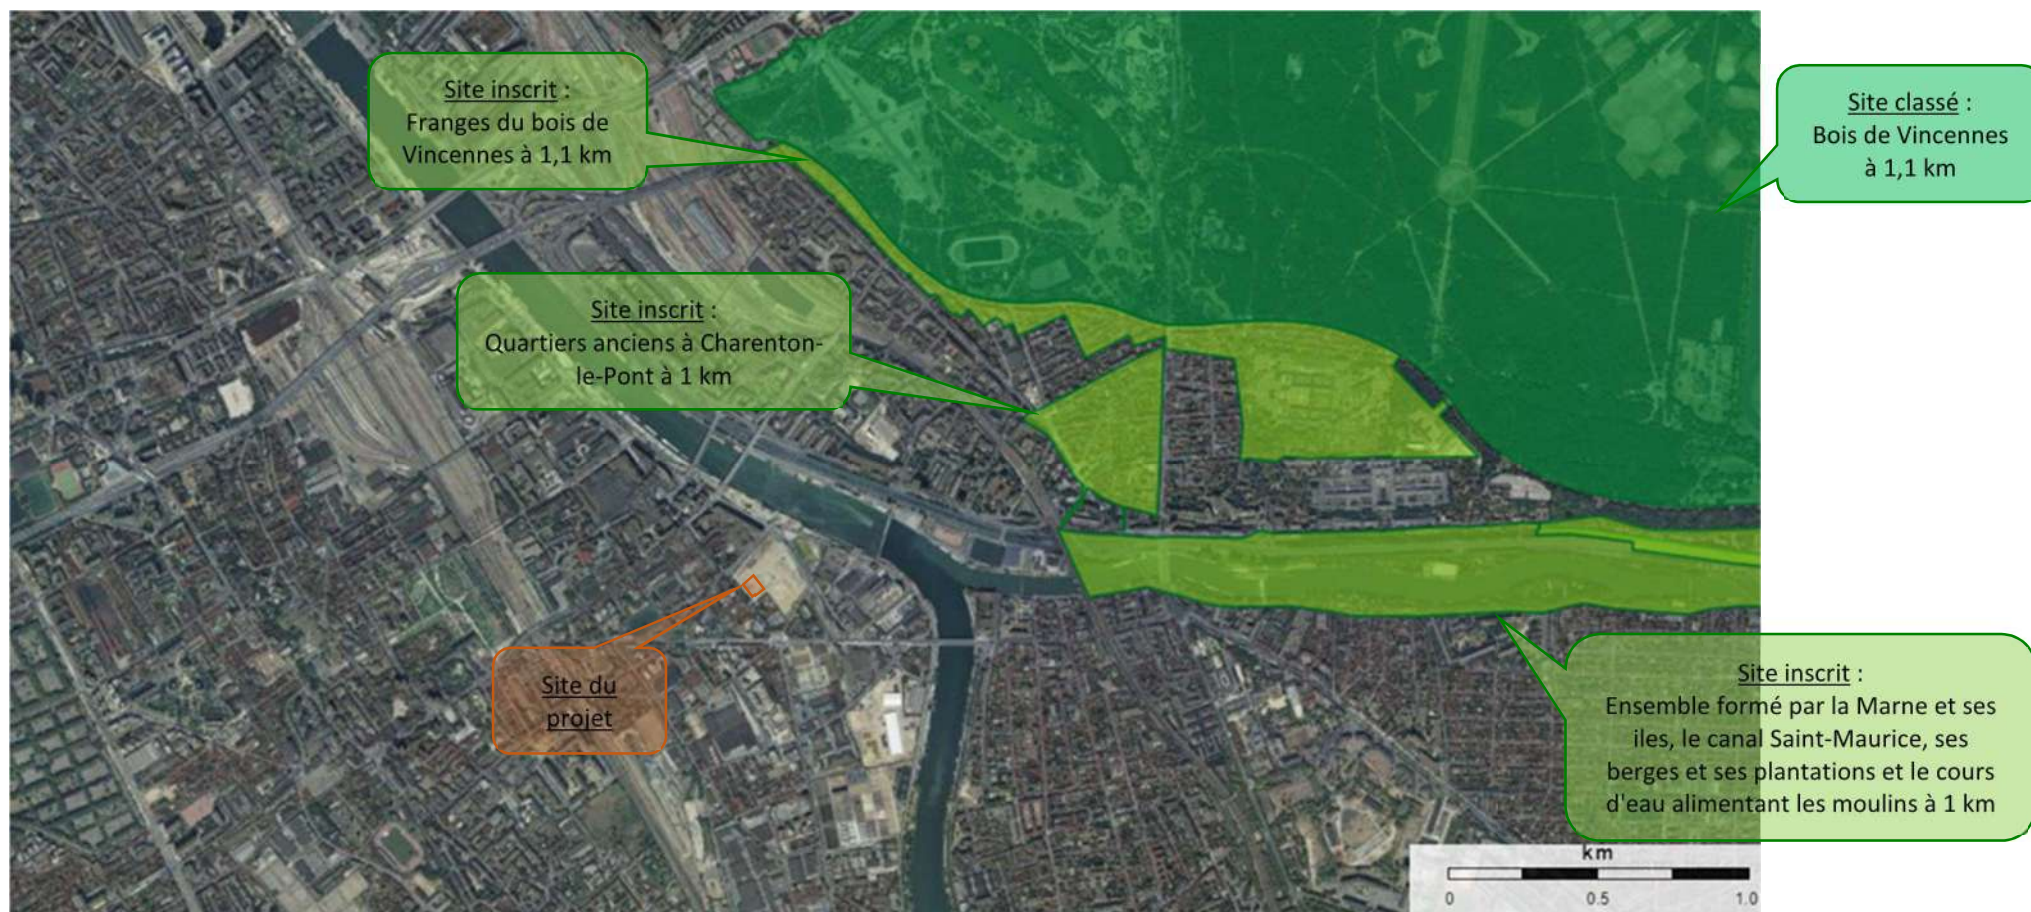 Site inscrit :
Franges du bois de
Vincennes à 1,1 km
Site classé :
Bois de Vincennes
à 1,1 km
Site inscrit :
Quartiers anciens à Charenton-
le-Pont à 1 km
Site du
projet
Site inscrit :
Ensemble formé par la Marne et ses
iles, le canal Saint-Maurice, ses
berges et ses plantations et le cours
d'eau alimentant les moulins à 1 km
km
0 0.5 1.0